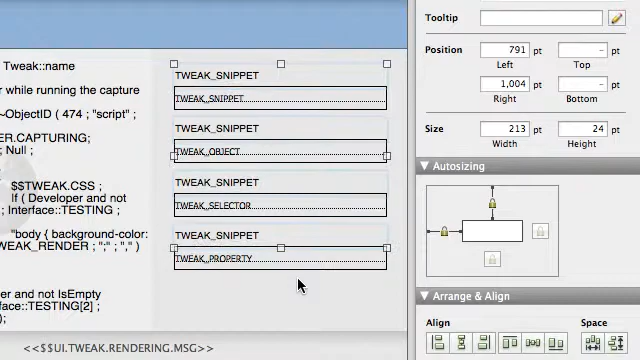 Tweak::name
r while running the capture
~ObjectID ( 474 ; "script" ;
ER.CAPTURING;
; Null ;
$$TWEAK.CSS ;
If ( Developer and not
; Interface::TESTING ;
"body { background-color:
WEAK_RENDER ; ";" ; "," )
er and not IsEmpty
Interface::TESTING[2] ;
);
<<$$UI.TWEAK.RENDERING.MSG>>
TWEAK_SNIPPET
TWEAK_SNIPPET
TWEAK_SNIPPET
TWEAK_OBJECT
TWEAK_SNIPPET
TWEAK_SELECTOR
TWEAK_SNIPPET
TWEAK_PROPERTY
Tooltip
Position 791 pt – pt
Left Top
1,004 pt – pt
Right Bottom
Size 213 pt 24 pt
Width Height
Autosizing
Arrange & Align
Align Space